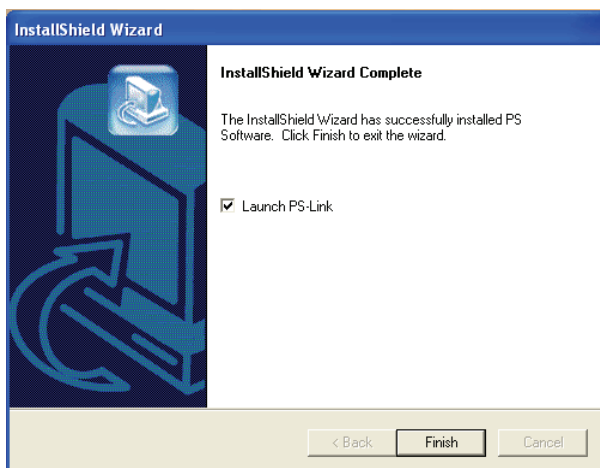 InstallShield Wizard
InstallShield Wizard Complete
The InstallShield Wizard has successfully installed PS
Software. Click Finish to exit the wizard.
Launch PS-Link
< Back
Finish
Cancel